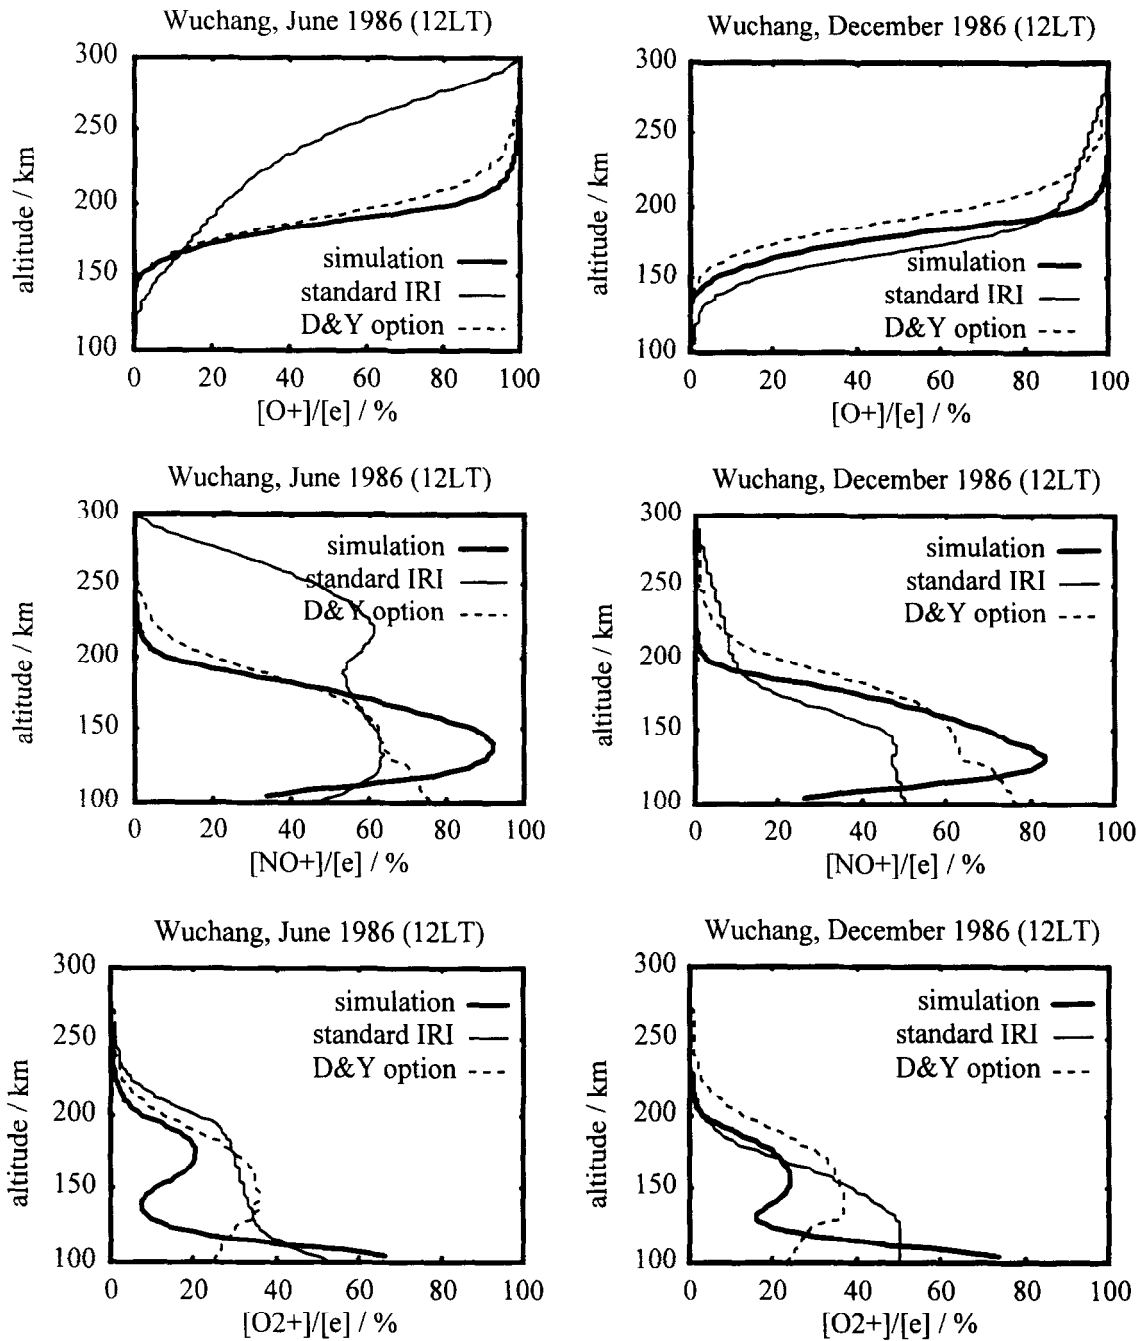 Wuchang, June 1986 (12LT)
300
250
200
150
100
altitude / km
simulation
standard IRI
D&Y option
0 20 40 60 80 100
[O+]/[e] / %
Wuchang, December 1986 (12LT)
300
250
200
150
100
altitude / km
simulation
standard IRI
D&Y option
0 20 40 60 80 100
[O+]/[e] / %
Wuchang, June 1986 (12LT)
300
250
200
150
100
altitude / km
simulation
standard IRI
D&Y option
0 20 40 60 80 100
[NO+]/[e] / %
Wuchang, December 1986 (12LT)
300
250
200
150
100
altitude / km
simulation
standard IRI
D&Y option
0 20 40 60 80 100
[NO+]/[e] / %
Wuchang, June 1986 (12LT)
300
250
200
150
100
altitude / km
simulation
standard IRI
D&Y option
0 20 40 60 80 100
[O2+]/[e] / %
Wuchang, December 1986 (12LT)
300
250
200
150
100
altitude / km
simulation
standard IRI
D&Y option
0 20 40 60 80 100
[O2+]/[e] / %